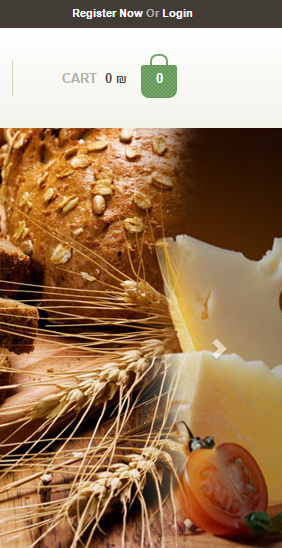 Register Now Or Login
CART 0 ₪ 0